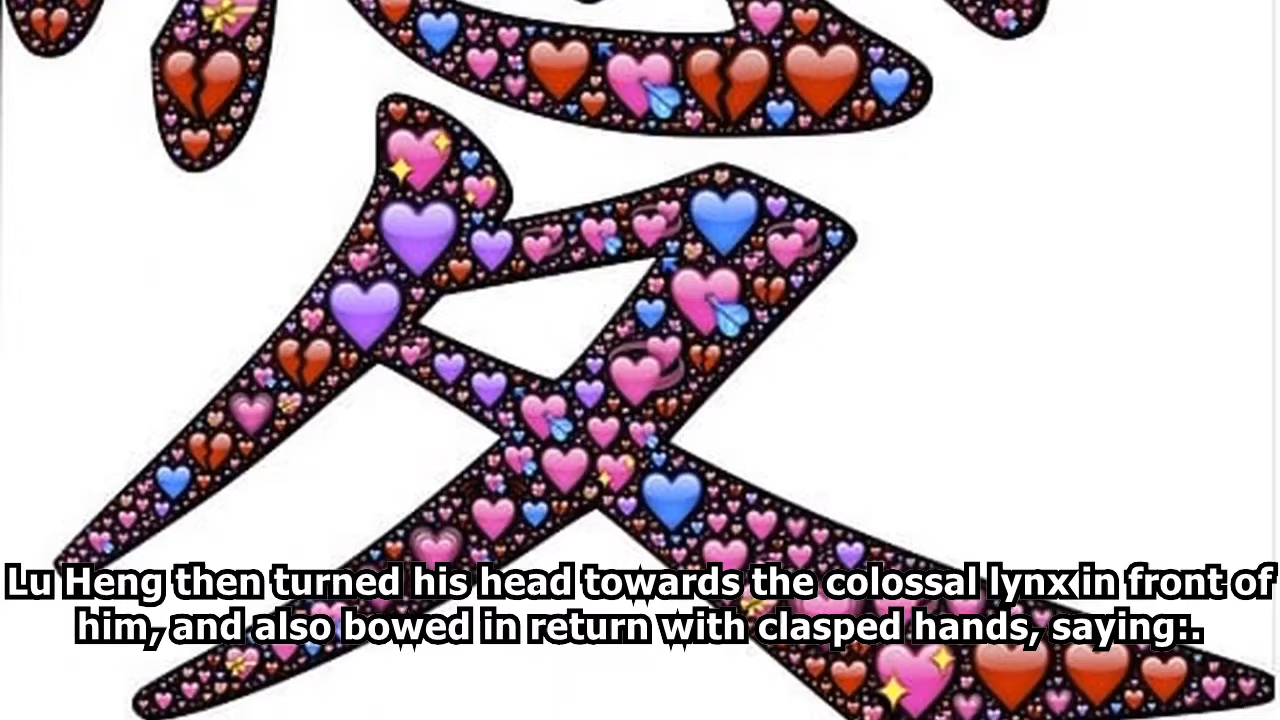 愛
Lu Heng then turned his head towards the colossal lynx in front of
him, and also bowed in return with clasped hands, saying:.